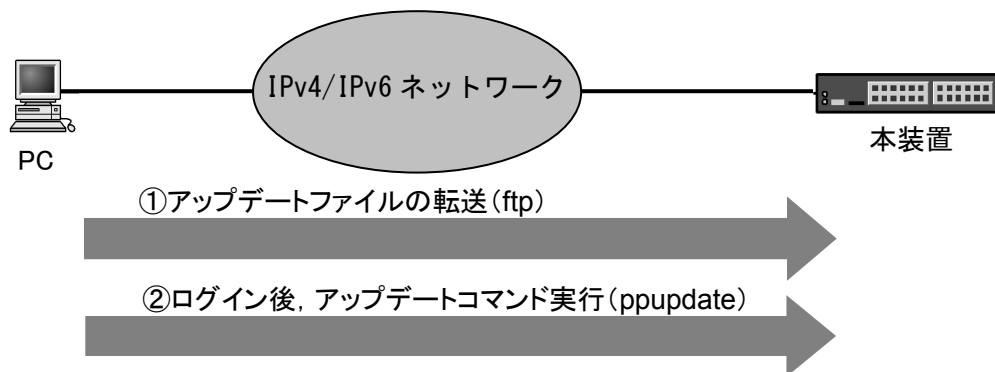 IPv4/IPv6 ネットワーク
PC
本装置
①アップデートファイルの転送(ftp)
②ログイン後，アップデートコマンド実行(ppupdate)